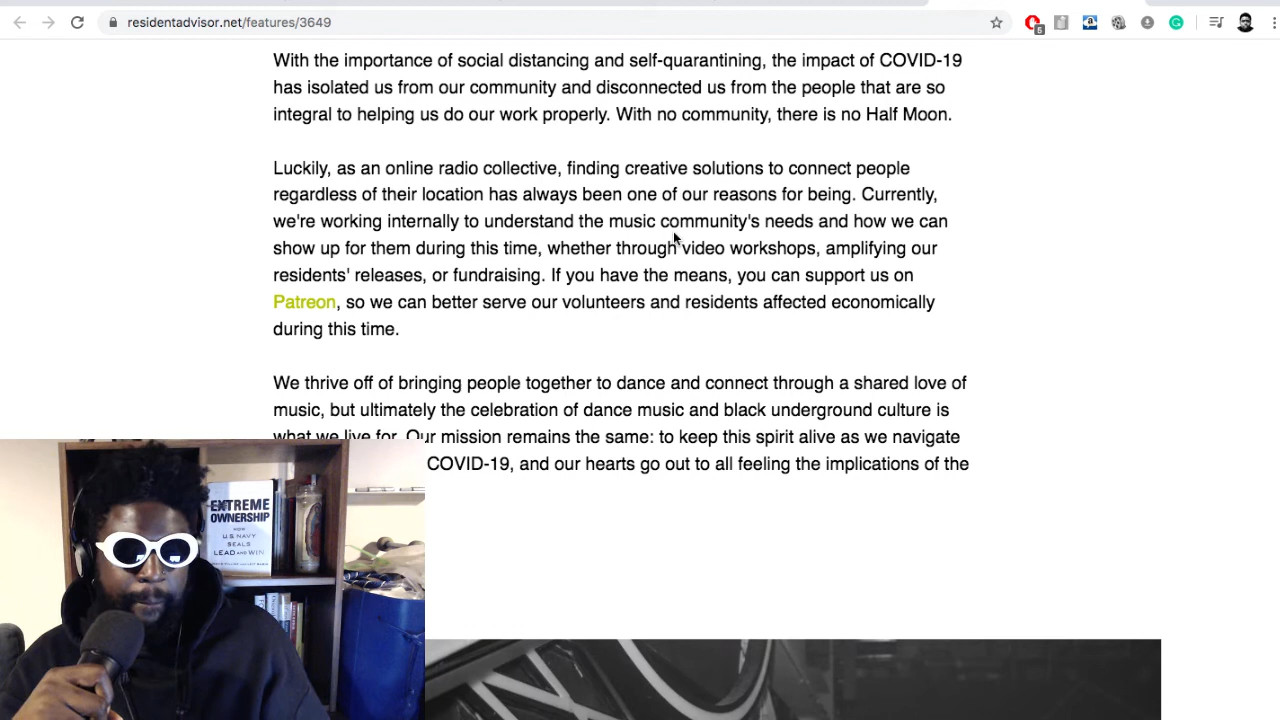 residentadvisor.net/features/3649
5
With the importance of social distancing and self-quarantining, the impact of COVID-19
has isolated us from our community and disconnected us from the people that are so
integral to helping us do our work properly. With no community, there is no Half Moon.
Luckily, as an online radio collective, finding creative solutions to connect people
regardless of their location has always been one of our reasons for being. Currently,
we're working internally to understand the music community's needs and how we can
show up for them during this time, whether through video workshops, amplifying our
residents' releases, or fundraising. If you have the means, you can support us on
Patreon, so we can better serve our volunteers and residents affected economically
during this time.
We thrive off of bringing people together to dance and connect through a shared love of
music, but ultimately the celebration of dance music and black underground culture is
what we live for. Our mission remains the same: to keep this spirit alive as we navigate
COVID-19, and our hearts go out to all feeling the implications of the
EXTREME
OWNERSHIP
HOW
U.S. NAVY
SEALS
LEAD AND WIN